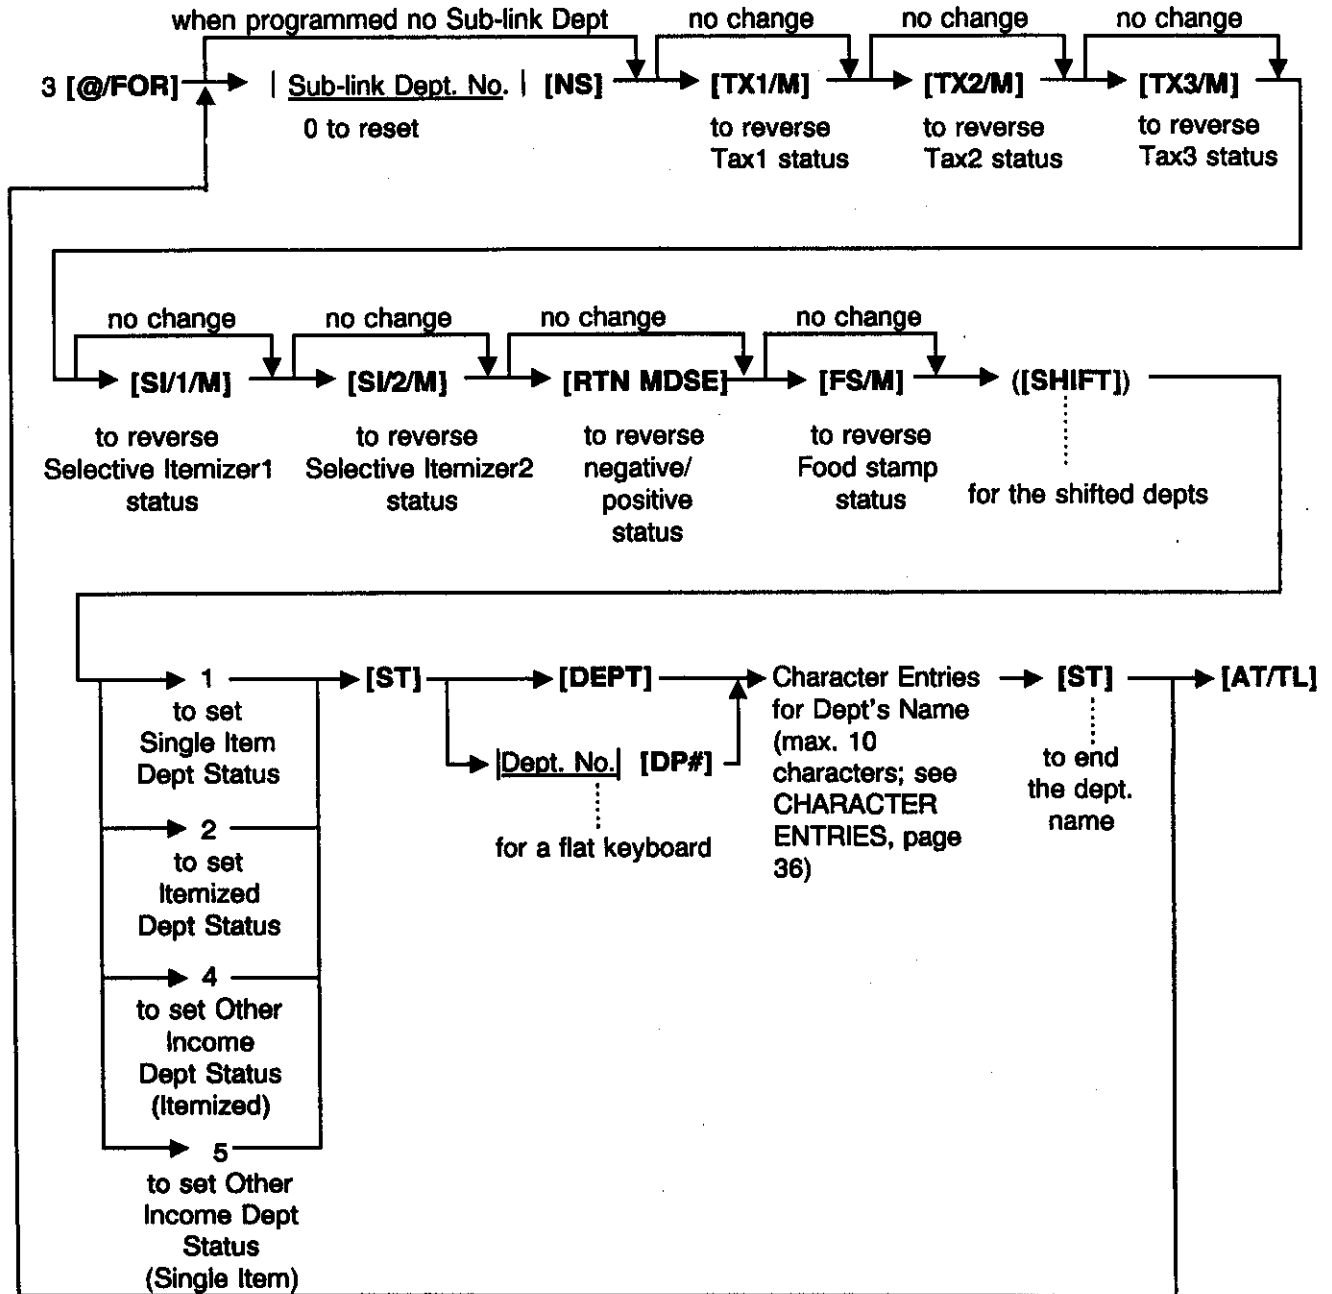 when programmed no Sub-link Dept
no change
no change
no change
3 [@/FOR]
| Sub-link Dept. No. | [NS]
[TX1/M]
[TX2/M]
[TX3/M]
0 to reset
to reverse
Tax1 status
to reverse
Tax2 status
to reverse
Tax3 status
no change
no change
no change
no change
[SI/1/M]
[SI/2/M]
[RTN MDSE]
[FS/M]
([SHIFT])
to reverse
Selective Itemizer1
status
to reverse
Selective Itemizer2
status
to reverse
negative/
positive
status
to reverse
Food stamp
status
for the shifted depts
1
to set
Single Item
Dept Status
2
to set
Itemized
Dept Status
4
to set Other
Income
Dept Status
(Itemized)
5
to set Other
Income Dept
Status
(Single Item)
[ST]
[DEPT]
|Dept. No.| [DP#]
for a flat keyboard
Character Entries
for Dept's Name
(max. 10
characters; see
CHARACTER
ENTRIES, page
36)
[ST]
to end
the dept.
name
[AT/TL]